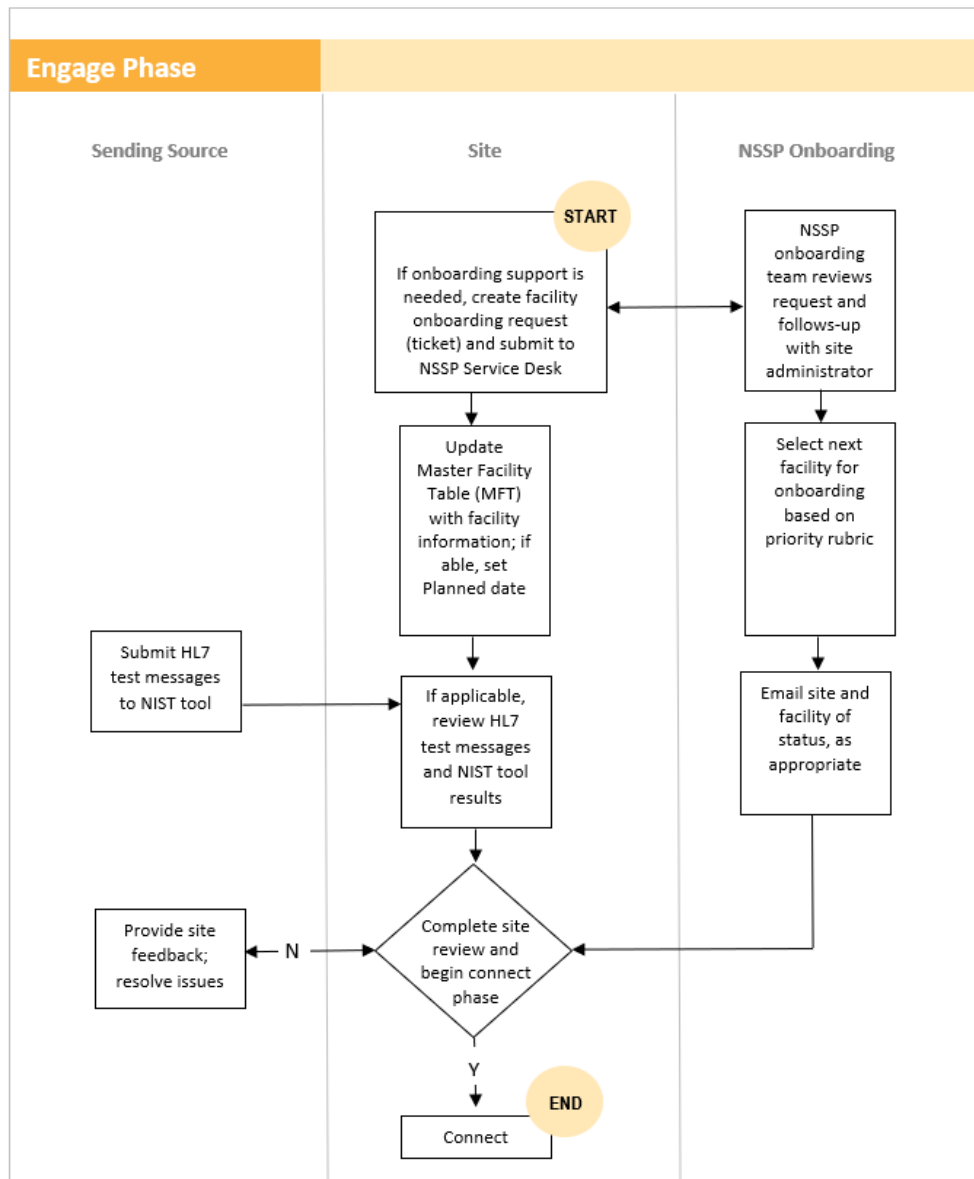 Engage Phase
Sending Source
Site
NSSP Onboarding
START
If onboarding support is
needed, create facility
onboarding request
(ticket) and submit to
NSSP Service Desk
NSSP
onboarding
team reviews
request and
follows-up
with site
administrator
Update
Master Facility
Table (MFT)
with facility
information; if
able, set
Planned date
Select next
facility for
onboarding
based on
priority rubric
Submit HL7
test messages
to NIST tool
If applicable,
review HL7
test messages
and NIST tool
results
Email site and
facility of
status, as
appropriate
Provide site
feedback;
resolve issues
N
Complete site
review and
begin connect
phase
Y
END
Connect